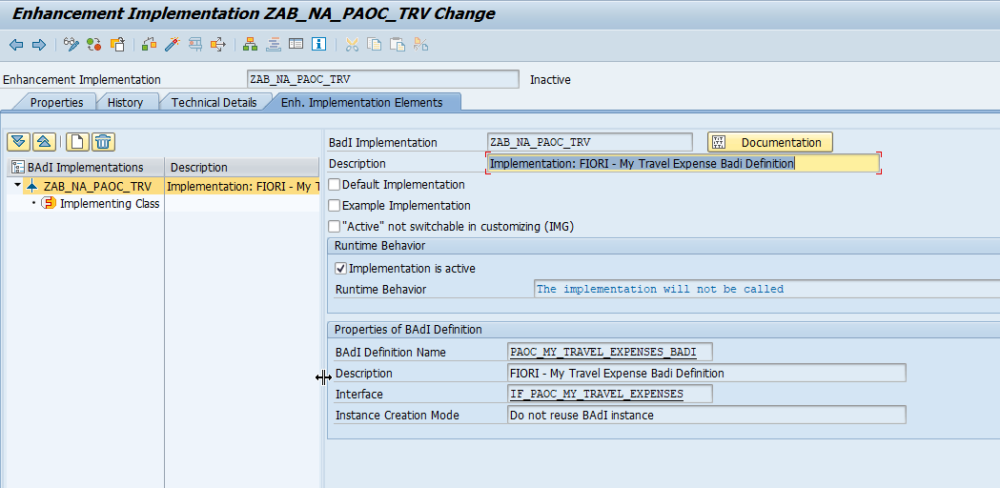 Enhancement Implementation ZAB_NA_PAOC_TRV Change
Enhancement Implementation ZAB_NA_PAOC_TRV Inactive
Properties History Technical Details Enh. Implementation Elements
BAdI Implementations Description
ZAB_NA_PAOC_TRV Implementation: FIORI - My T
Implementing Class
BadI Implementation ZAB_NA_PAOC_TRV Documentation
Description Implementation: FIORI - My Travel Expense Badi Definition
Default Implementation
Example Implementation
"Active" not switchable in customizing (IMG)
Runtime Behavior
Implementation is active
Runtime Behavior The implementation will not be called
Properties of BAdI Definition
BAdI Definition Name PAOC_MY_TRAVEL_EXPENSES_BADI
Description FIORI - My Travel Expense Badi Definition
Interface IF_PAOC_MY_TRAVEL_EXPENSES
Instance Creation Mode Do not reuse BAdI instance